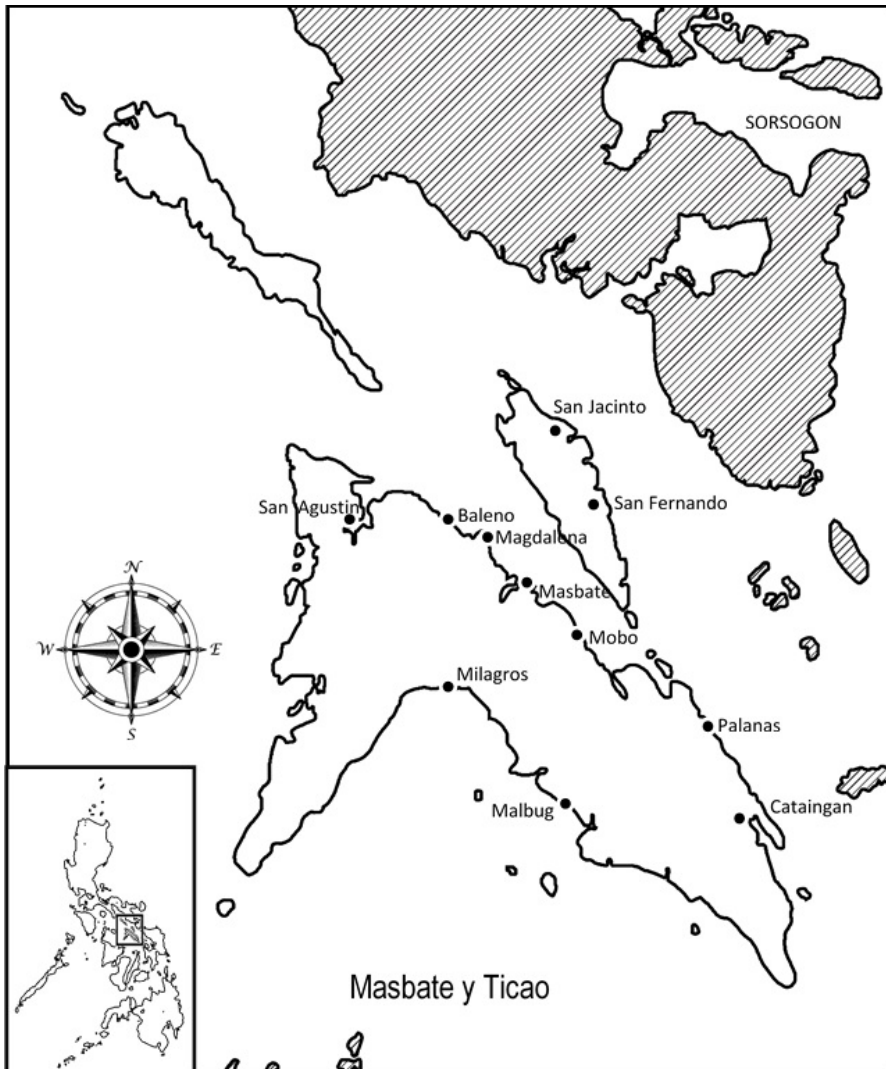 SORSOGON
San Jacinto
San Fernando
San Agustin
Baleno
Magdalena
Masbate
Mobo
Milagros
Palanas
Malbug
Cataingan
N
W
E
S
Masbate y Ticao